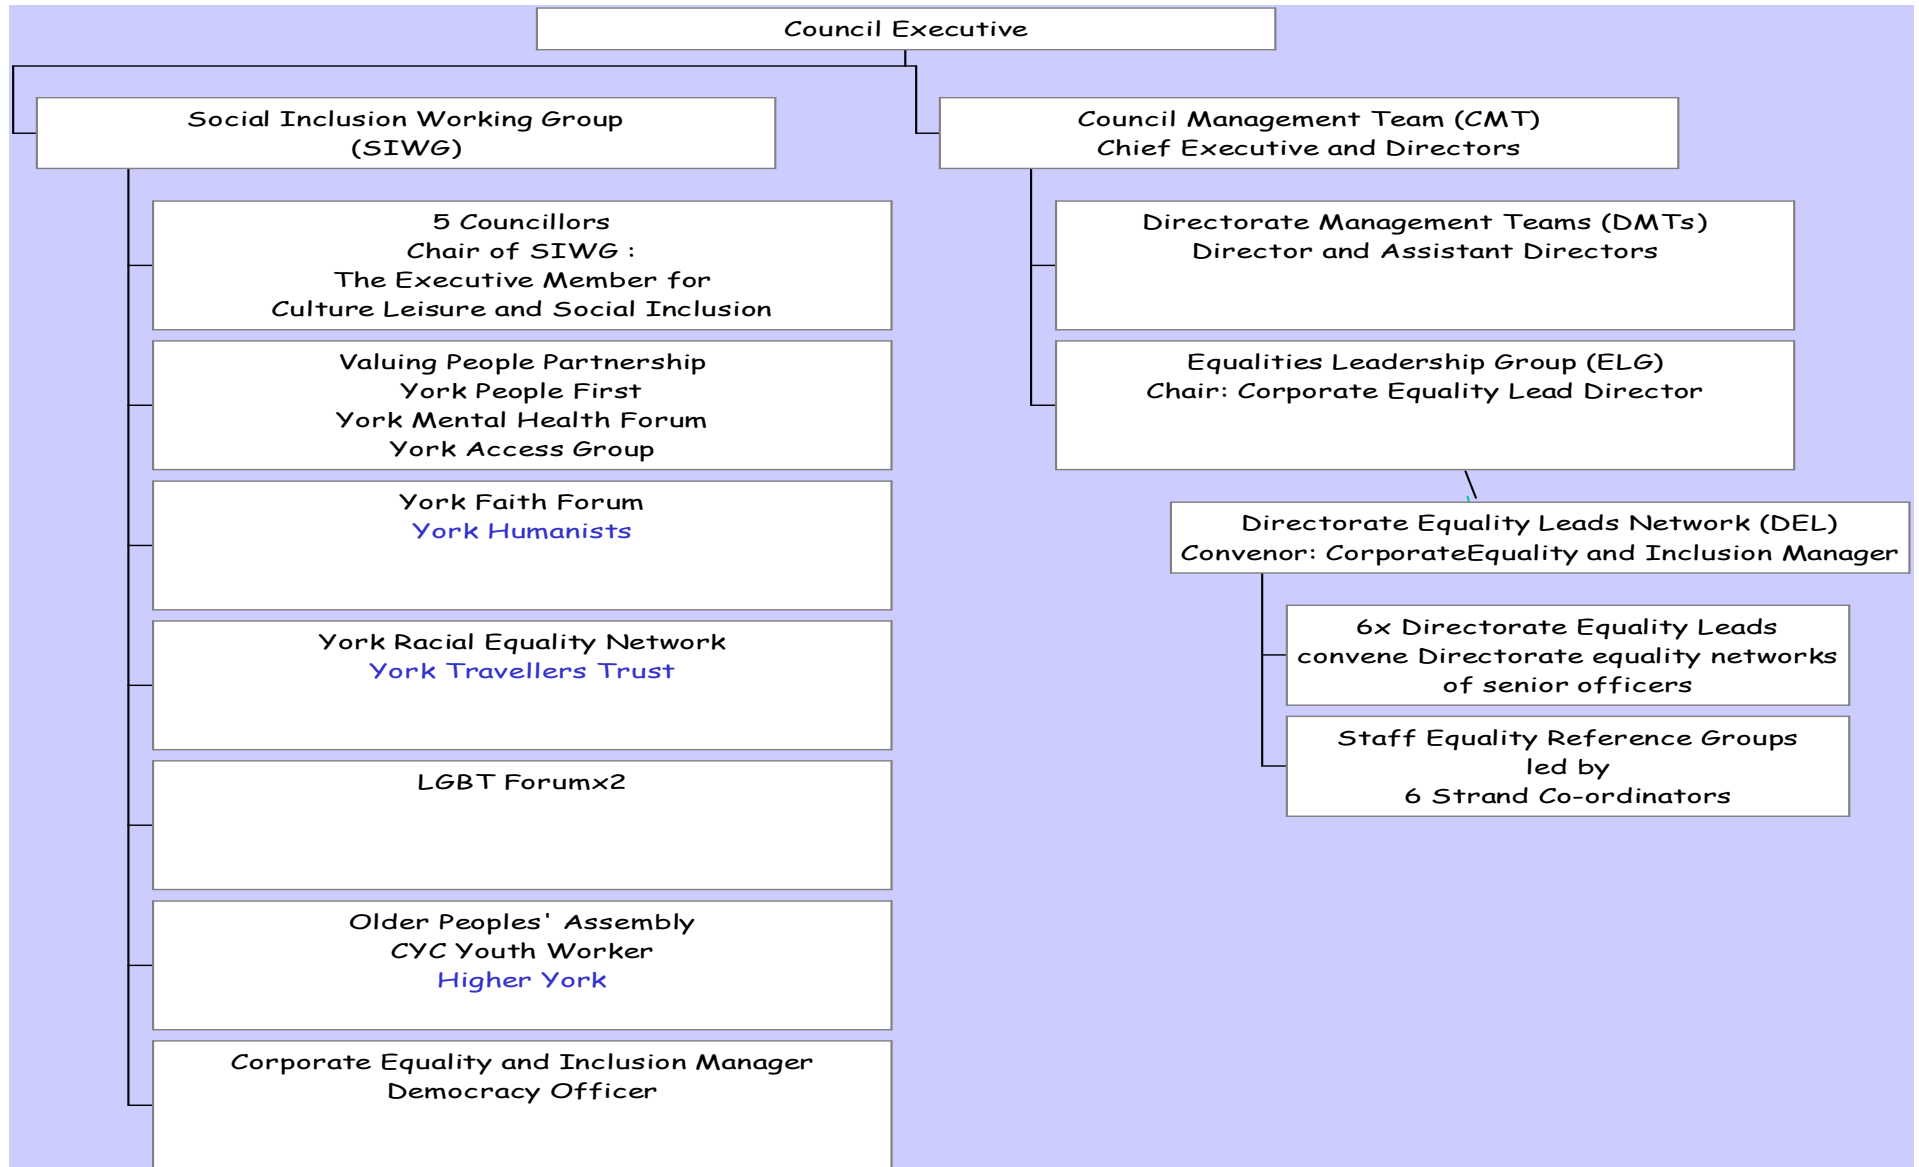 Council Executive
Social Inclusion Working Group
(SIWG)
5 Councillors
Chair of SIWG :
The Executive Member for
Culture Leisure and Social Inclusion
Valuing People Partnership
York People First
York Mental Health Forum
York Access Group
York Faith Forum
York Humanists
York Racial Equality Network
York Travellers Trust
LGBT Forumx2
Older Peoples' Assembly
CYC Youth Worker
Higher York
Corporate Equality and Inclusion Manager
Democracy Officer
Council Management Team (CMT)
Chief Executive and Directors
Directorate Management Teams (DMTs)
Director and Assistant Directors
Equalities Leadership Group (ELG)
Chair: Corporate Equality Lead Director
Directorate Equality Leads Network (DEL)
Convenor: CorporateEquality and Inclusion Manager
6x Directorate Equality Leads
convene Directorate equality networks
of senior officers
Staff Equality Reference Groups
led by
6 Strand Co-ordinators